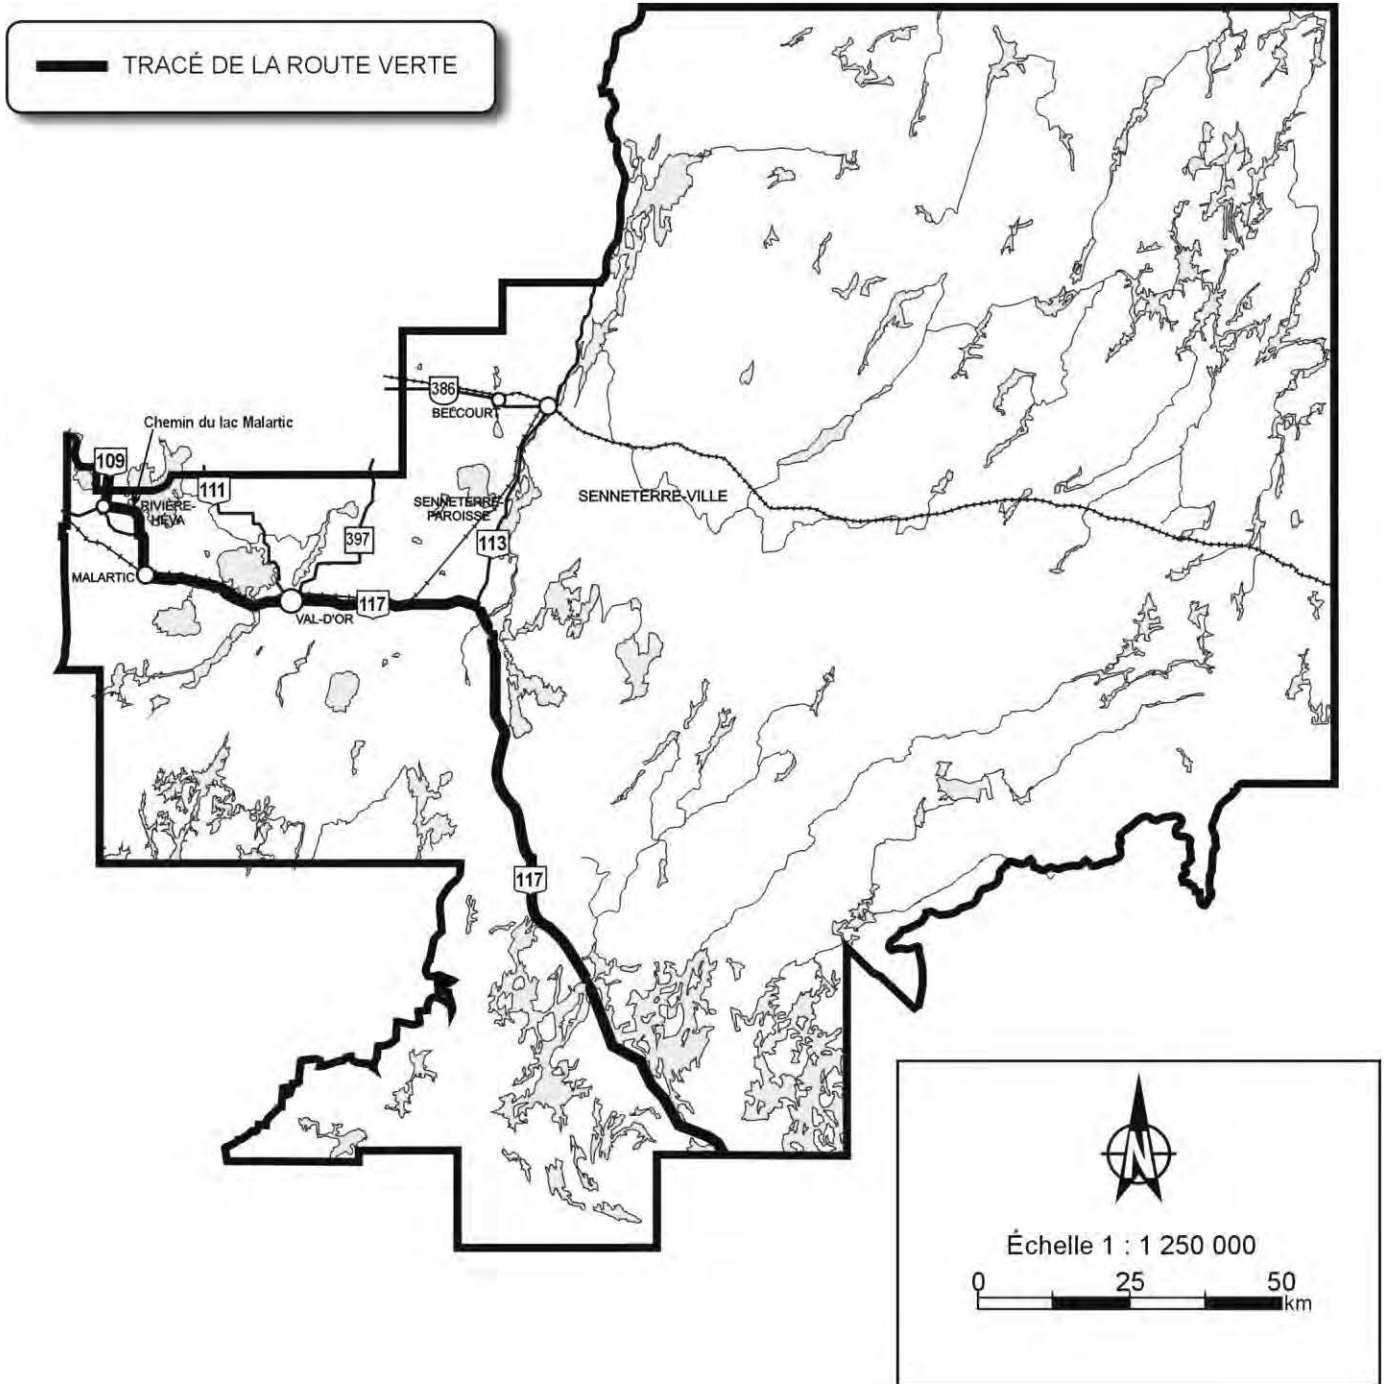 TRACÉ DE LA ROUTE VERTE
386
BELCOURT
Chemin du lac Malartic
109
111
RIVIÈRE-
HÉVA
SENNETERRE-
PAROISSE
SENNETERRE-VILLE
397
113
MALARTIC
117
VAL-D'OR
117
N
Échelle 1 : 1 250 000
0 25 50
km